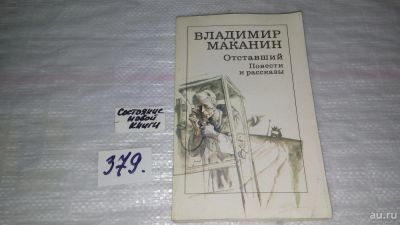 ВЛАДИМИР
МАКАНИН
Отставший
Повести
и рассказы
Состояние
новой
книги
379.
au.ru